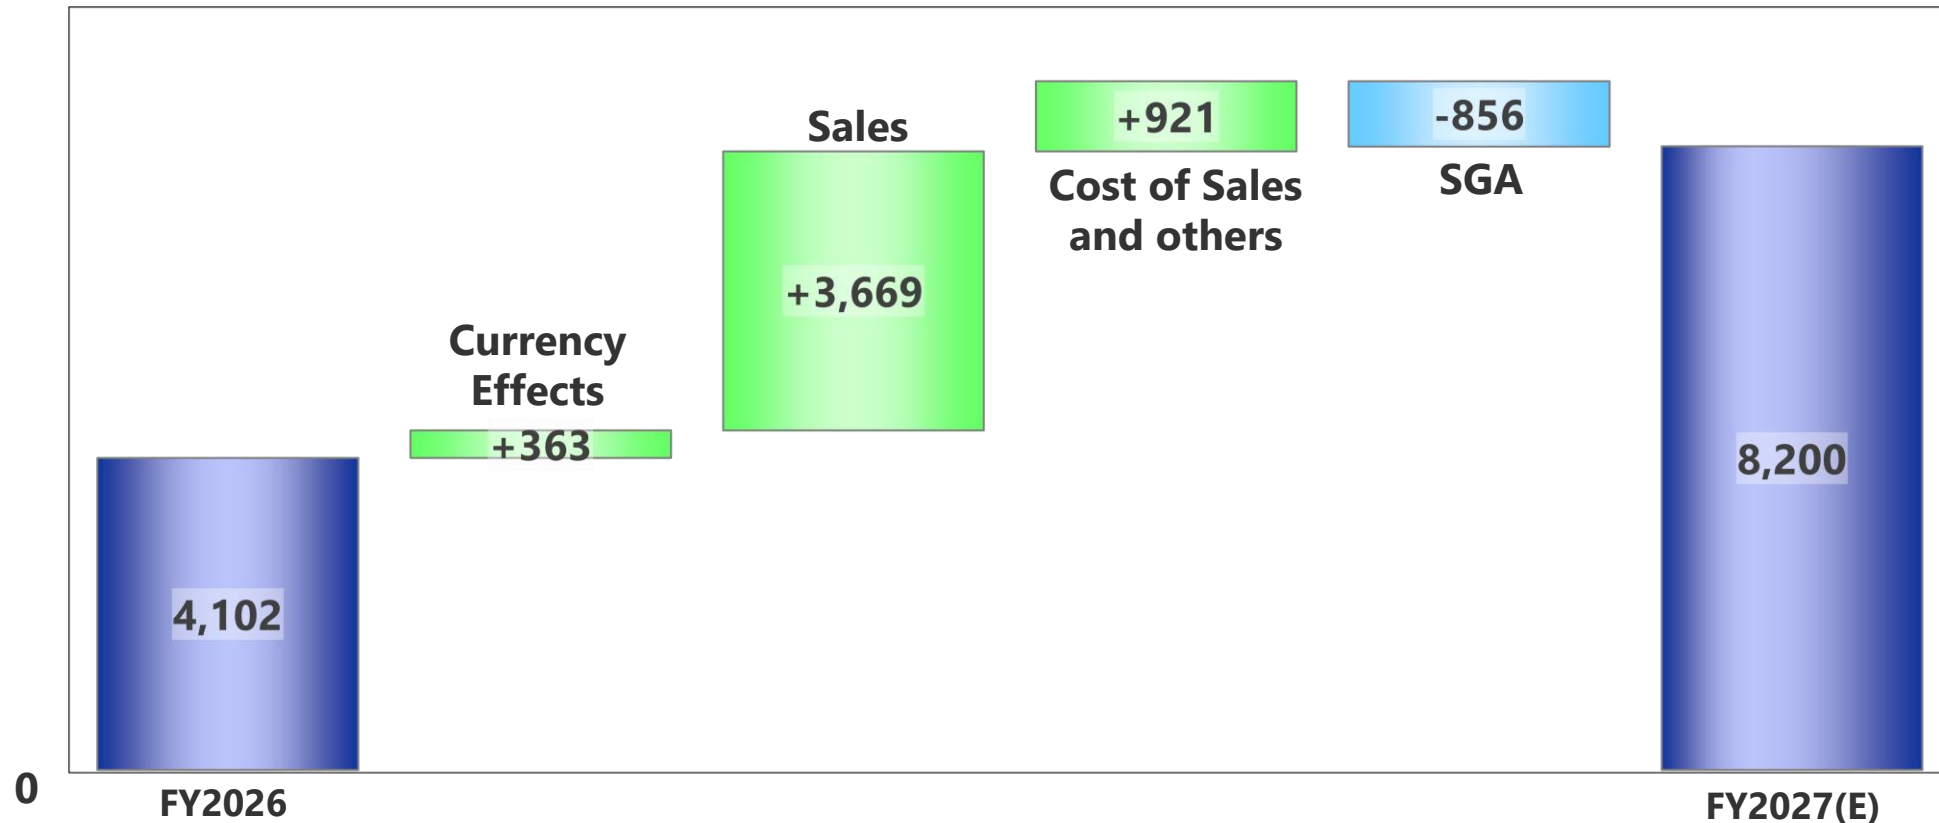 Sales
+921
-856
Cost of Sales
and others
SGA
+3,669
Currency
Effects
+363
8,200
4,102
0
FY2026
FY2027(E)